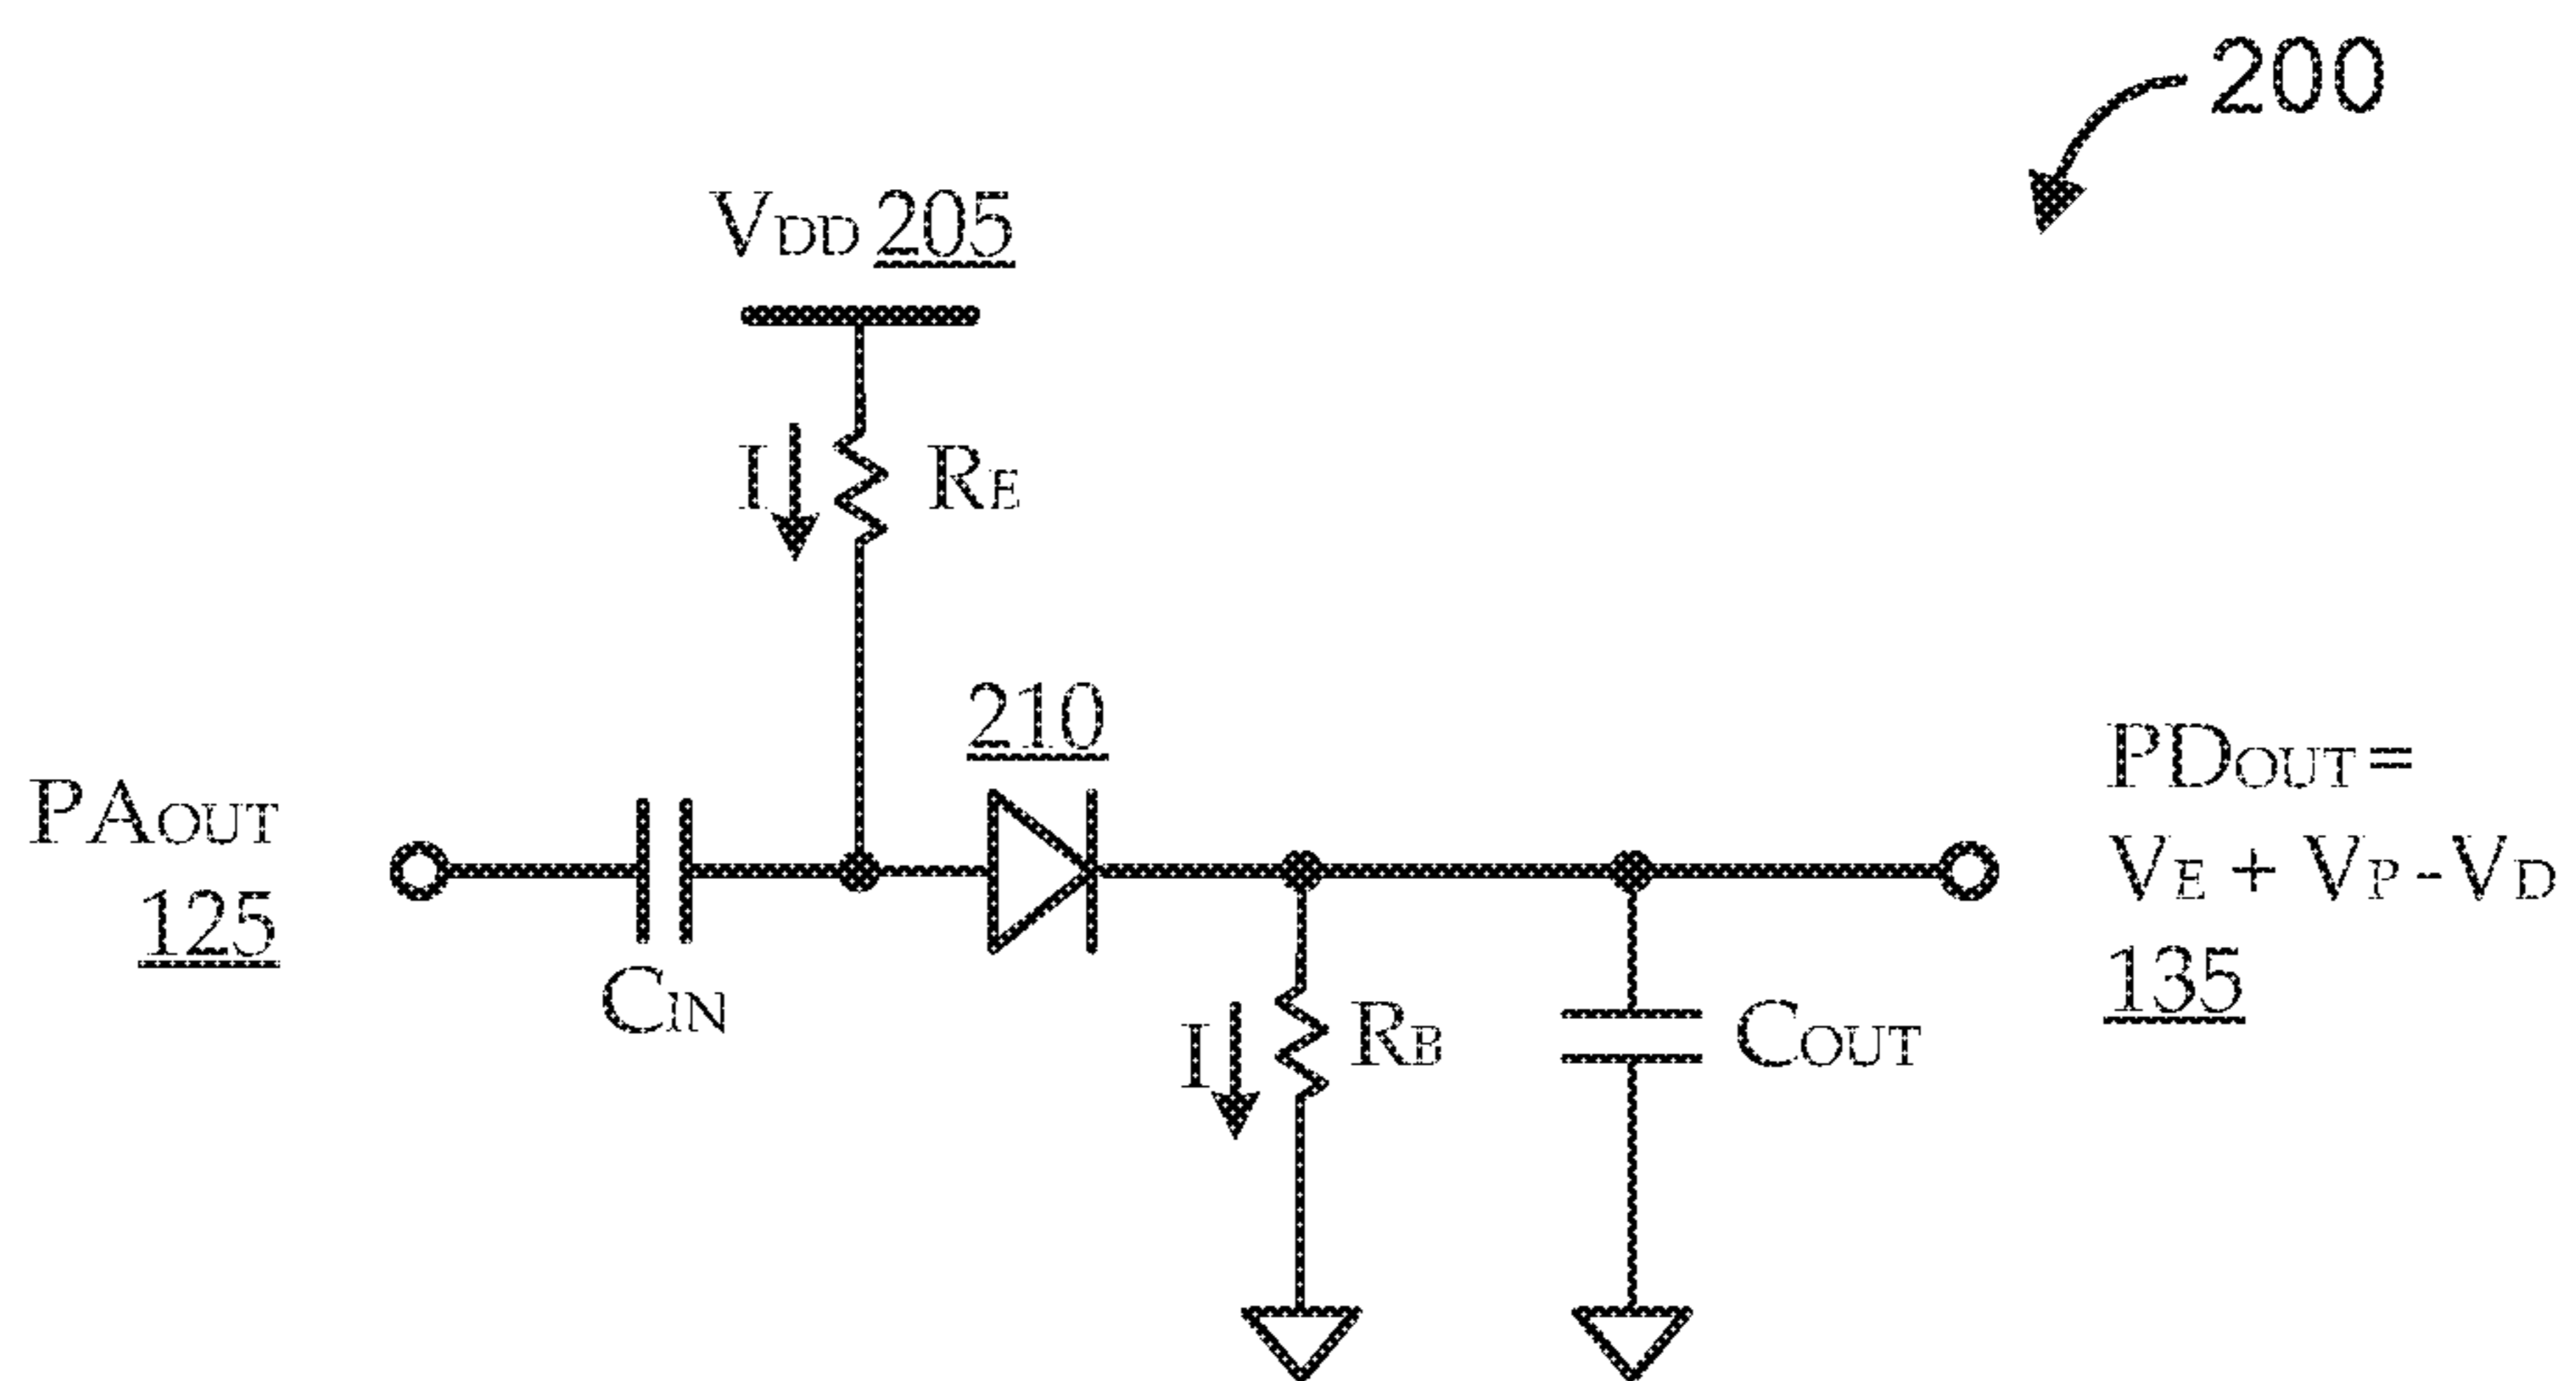 200
VDD 205
I
RE
210
PAOUT
125
CIN
I
RB
COUT
PDOUT =
VE + VP - VD
135